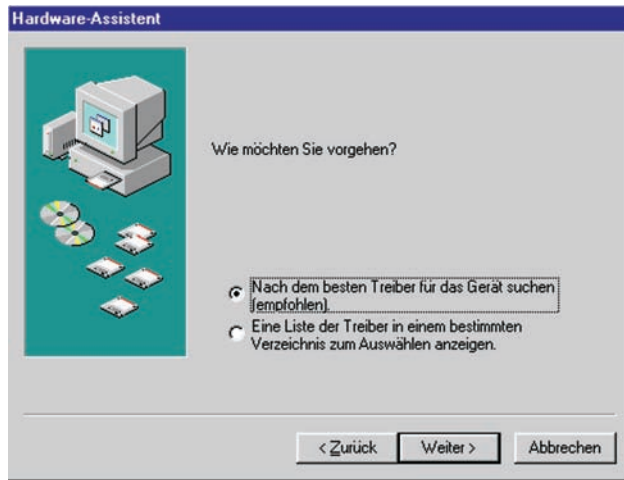 Hardware-Assistent
Wie möchten Sie vorgehen?
Nach dem besten Treiber für das Gerät suchen
(empfohlen).
Eine Liste der Treiber in einem bestimmten
Verzeichnis zum Auswählen anzeigen.
< Zurück Weiter > Abbrechen